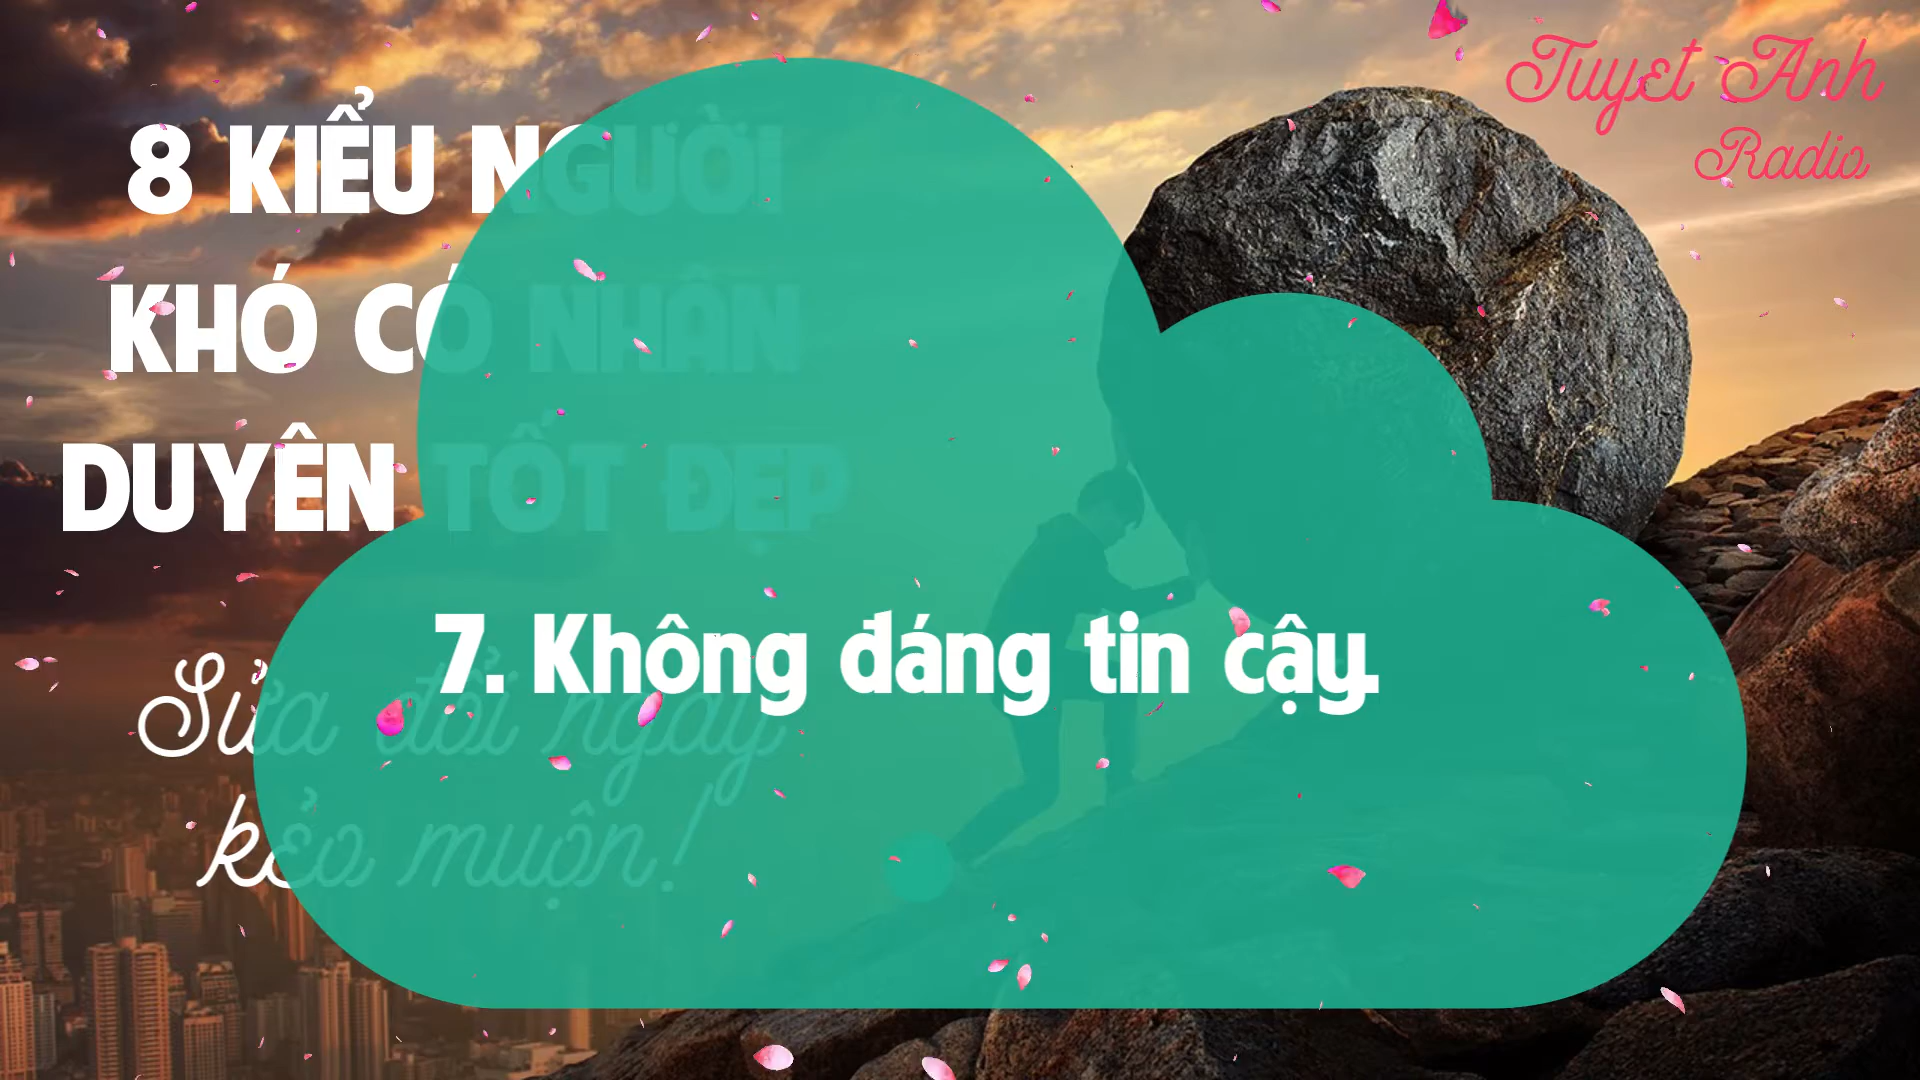 Tuyet Anh
Radio
8 KIỂU NGƯỜI
KHÓ CÓ NHÂN
DUYÊN TỐT ĐẸP
7. Không đáng tin cậy.
Sửa đổi ngay
kẻo muộn!